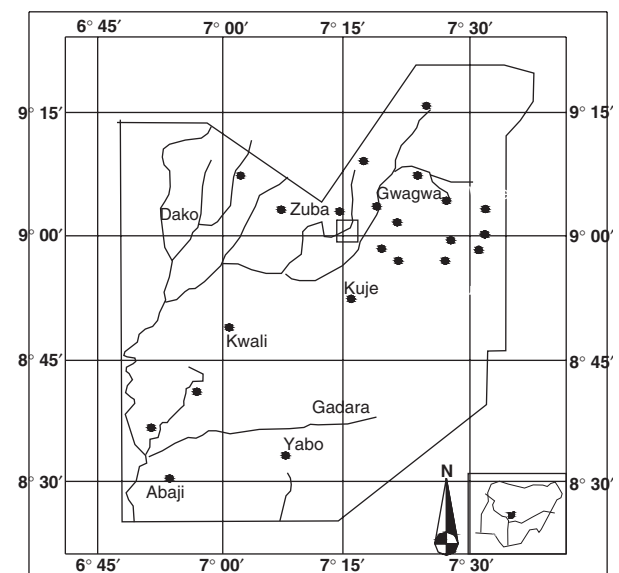 6° 45′ 7° 00′ 7° 15′ 7° 30′
9° 15′ 9° 15′
Gwagwa
Dako Zuba
9° 00′ 9° 00′
Kuje
Kwali
8° 45′ 8° 45′
Gadara
Yabo
8° 30′ N 8° 30′
Abaji
6° 45′ 7° 00′ 7° 15′ 7° 30′